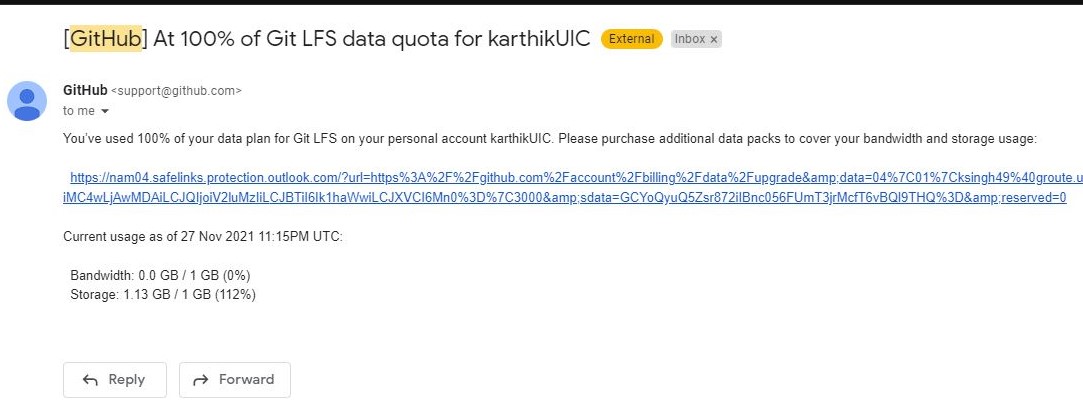 [GitHub] At 100% of Git LFS data quota for karthikUIC External Inbox ×
GitHub <support@github.com>
to me
You've used 100% of your data plan for Git LFS on your personal account karthikUIC. Please purchase additional data packs to cover your bandwidth and storage usage:
https://nam04.safelinks.protection.outlook.com/?url=https%3A%2F%2Fgithub.com%2Faccount%2Fbilling%2Fdata%2Fupgrade&amp;data=04%7C01%7Cksingh49%40groute.u
iMC4wLjAwMDAiLCJQIjoiV2luMzIiLCJBTiI6Ik1haWwiLCJXVCI6Mn0%3D%7C3000&amp;sdata=GCYoQyuQ5Zsr872iIBnc056FUmT3jrMcfT6vBQI9THQ%3D&amp;reserved=0
Current usage as of 27 Nov 2021 11:15PM UTC:
Bandwidth: 0.0 GB / 1 GB (0%)
Storage: 1.13 GB / 1 GB (112%)
Reply Forward